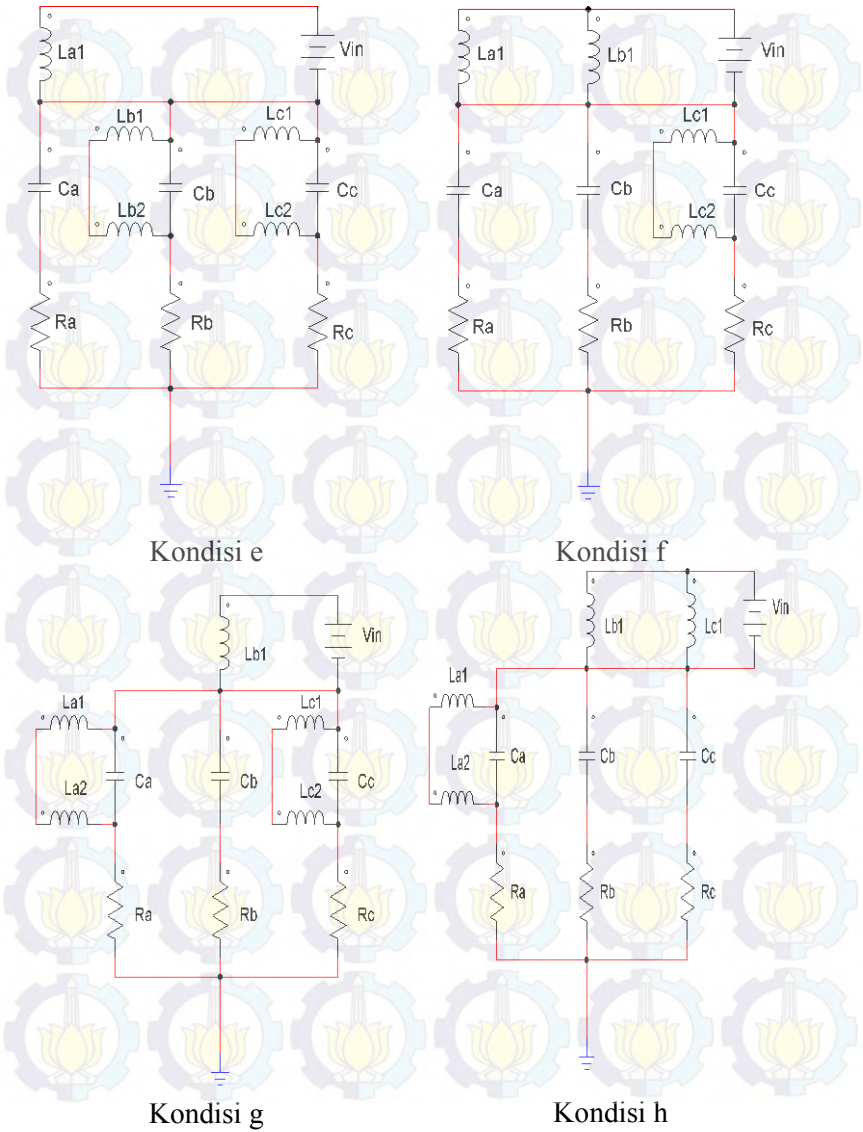 La1
Vin
Lb1
Lc1
Ca
Cb
Cc
Lb2
Lc2
Ra
Rb
Rc
Kondisi e
La1
Lb1
Vin
Lc1
Ca
Cb
Cc
Lc2
Ra
Rb
Rc
Kondisi f
Lb1
Vin
La1
Lc1
La2
Ca
Cb
Cc
Lc2
Ra
Rb
Rc
Kondisi g
Lb1
Lc1
Vin
La1
La2
Ca
Cb
Cc
Ra
Rb
Rc
Kondisi h